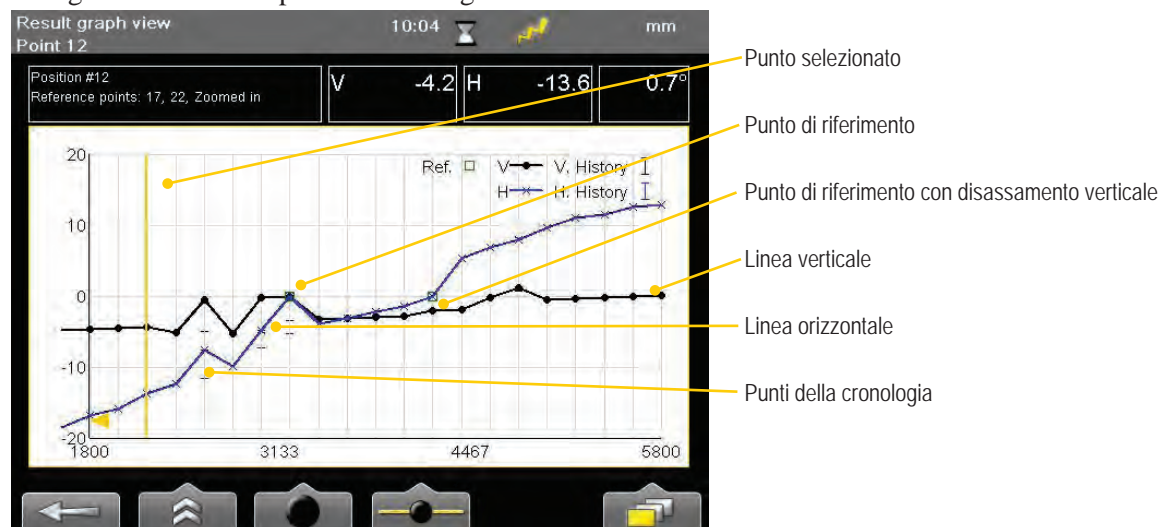 Result graph view
Point 12
10:04
mm
Position #12
Reference points: 17, 22, Zoomed in
V -4.2
H -13.6
0.7°
Punto selezionato
Punto di riferimento
Punto di riferimento con disassamento verticale
Linea verticale
Linea orizzontale
Punti della cronologia
Ref. V V. History
H H. History
20
10
0
-10
-20
1800 3133 4467 5800